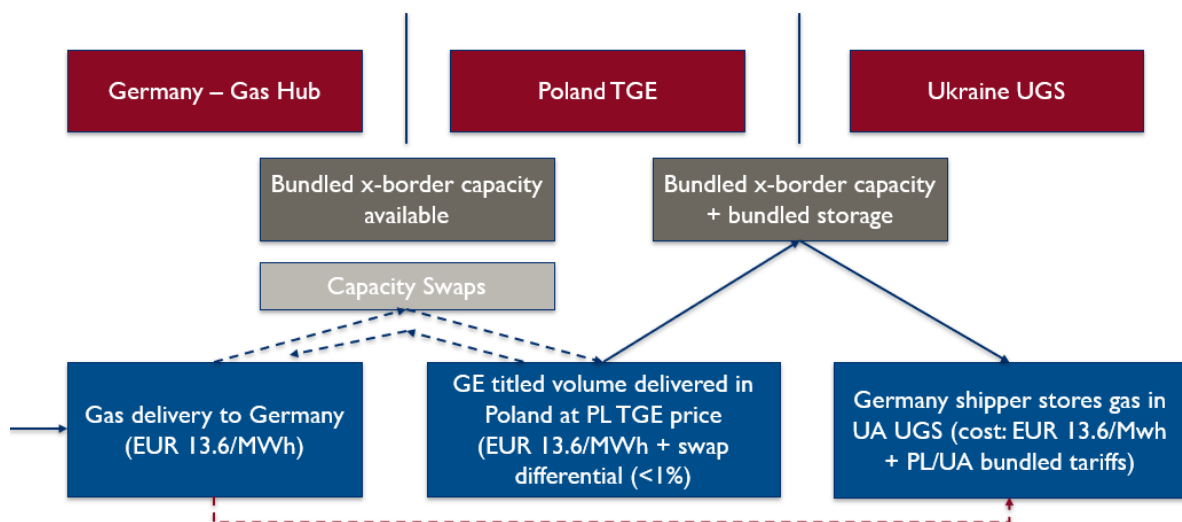 Germany – Gas Hub
Poland TGE
Ukraine UGS
Bundled x-border capacity
available
Bundled x-border capacity
+ bundled storage
Capacity Swaps
Gas delivery to Germany
(EUR 13.6/MWh)
GE titled volume delivered in
Poland at PL TGE price
(EUR 13.6/MWh + swap
differential (<1%)
Germany shipper stores gas in
UA UGS (cost: EUR 13.6/Mwh
+ PL/UA bundled tariffs)